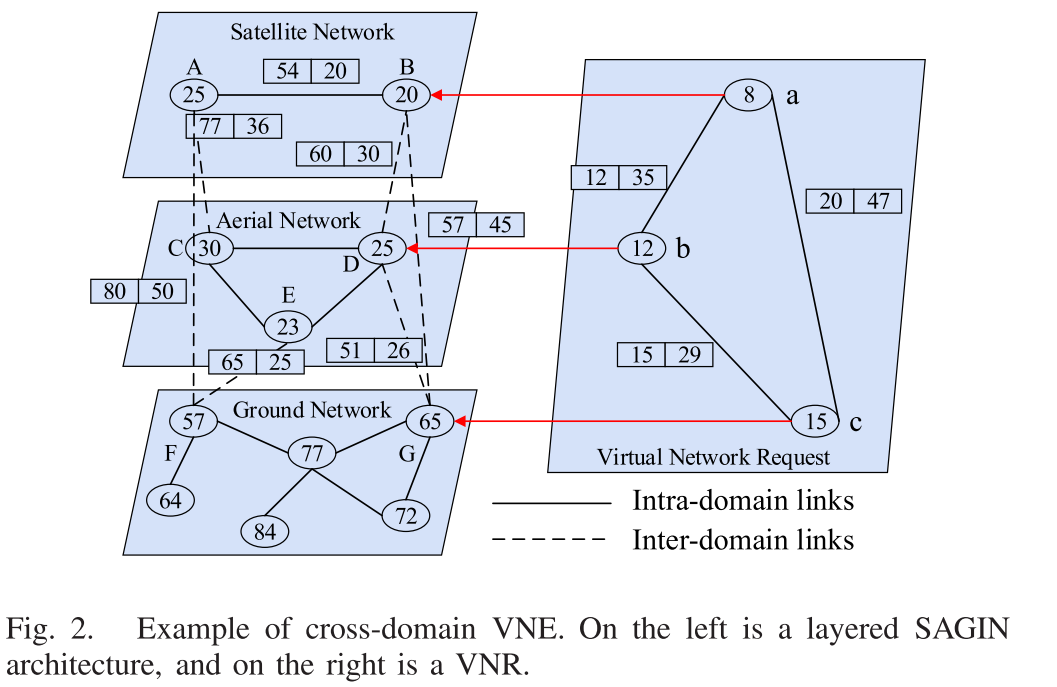 Satellite Network
A
B
54 20
25
20
77 36
60 30
Aerial Network
57 45
C
30
25
D
80 50
E
23
65 25
51 26
Ground Network
57
65
F
77
G
64
84
72
8
a
12 35
20 47
12
b
15 29
15
c
Virtual Network Request
Intra-domain links
Inter-domain links
Fig. 2. Example of cross-domain VNE. On the left is a layered SAGIN
architecture, and on the right is a VNR.